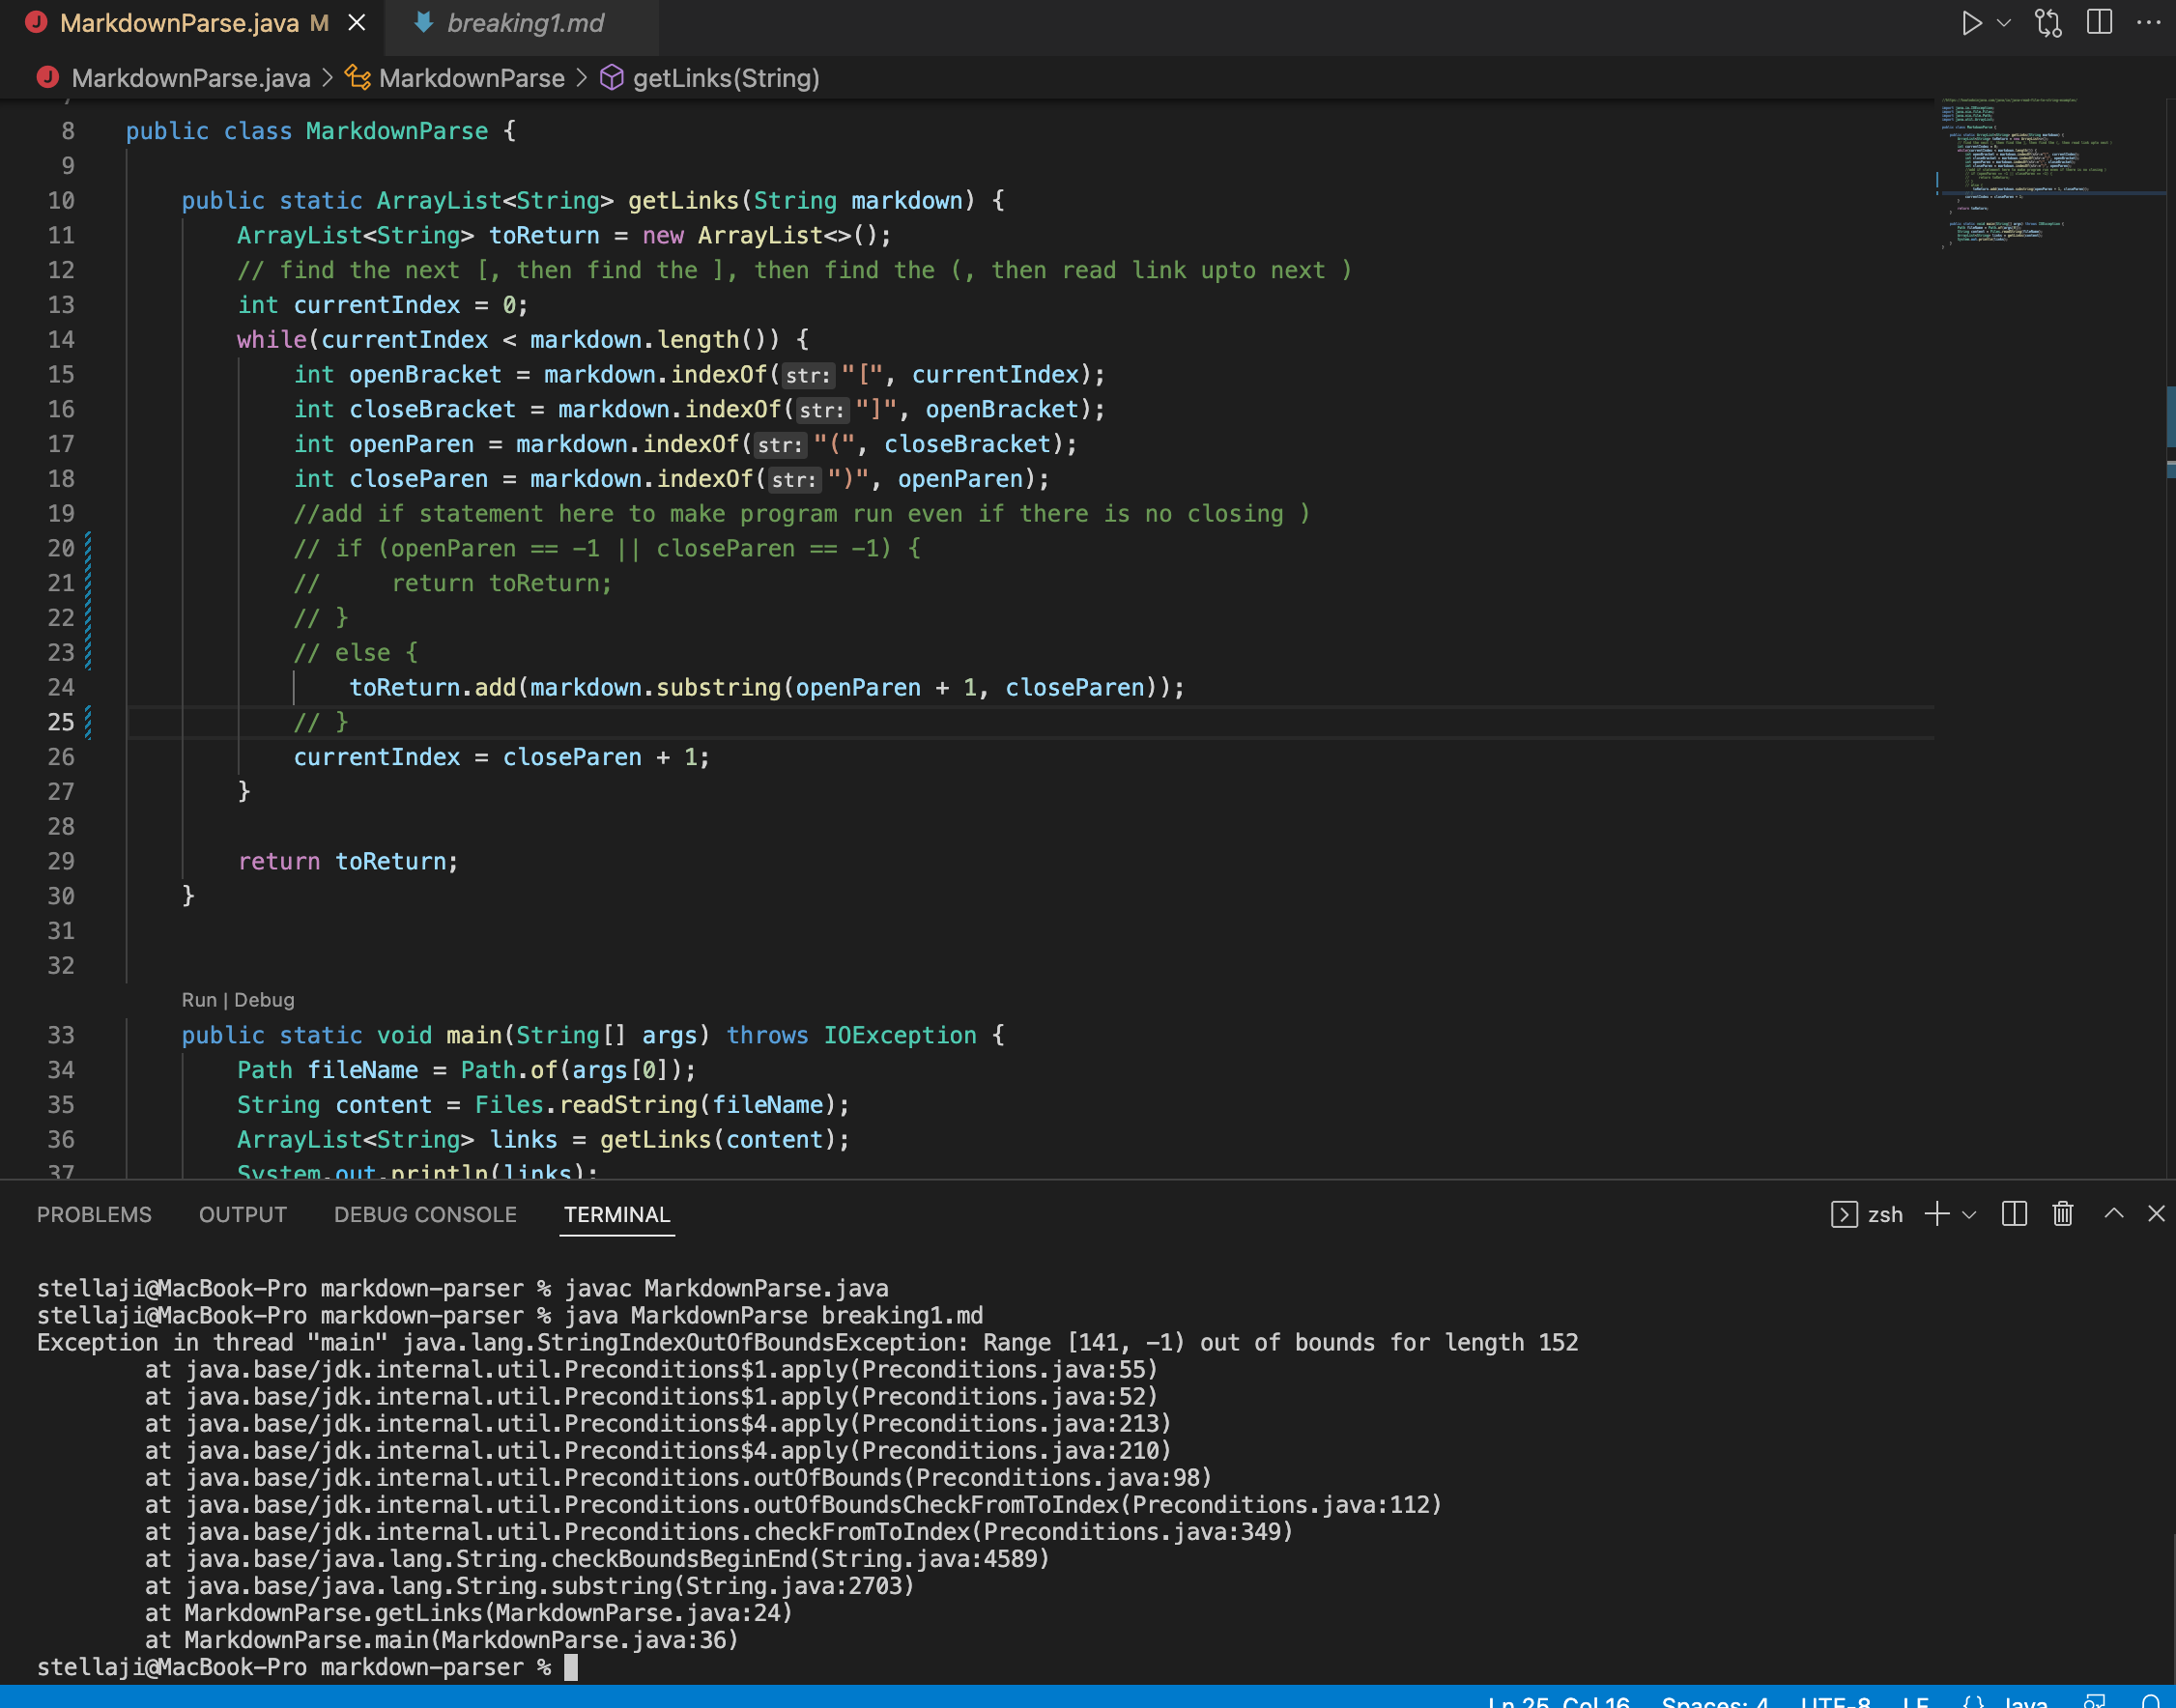 MarkdownParse.java M
breaking1.md
MarkdownParse.java > MarkdownParse > getLinks(String)
8 public class MarkdownParse {
9
10 public static ArrayList<String> getLinks(String markdown) {
11 ArrayList<String> toReturn = new ArrayList<>();
12 // find the next [, then find the ], then find the (, then read link upto next )
13 int currentIndex = 0;
14 while(currentIndex < markdown.length()) {
15 int openBracket = markdown.indexOf(str: "[", currentIndex);
16 int closeBracket = markdown.indexOf(str: "]", openBracket);
17 int openParen = markdown.indexOf(str: "(", closeBracket);
18 int closeParen = markdown.indexOf(str: ")", openParen);
19 //add if statement here to make program run even if there is no closing )
20 // if (openParen == -1 || closeParen == -1) {
21 //     return toReturn;
22 // }
23 // else {
24 toReturn.add(markdown.substring(openParen + 1, closeParen));
25 // }
26 currentIndex = closeParen + 1;
27 }
28
29 return toReturn;
30 }
31
32
Run | Debug
33 public static void main(String[] args) throws IOException {
34 Path fileName = Path.of(args[0]);
35 String content = Files.readString(fileName);
36 ArrayList<String> links = getLinks(content);
37 System.out.println(links);
PROBLEMS OUTPUT DEBUG CONSOLE TERMINAL zsh
stellaji@MacBook-Pro markdown-parser % javac MarkdownParse.java
stellaji@MacBook-Pro markdown-parser % java MarkdownParse breaking1.md
Exception in thread "main" java.lang.StringIndexOutOfBoundsException: Range [141, -1) out of bounds for length 152
at java.base/jdk.internal.util.Preconditions$1.apply(Preconditions.java:55)
at java.base/jdk.internal.util.Preconditions$1.apply(Preconditions.java:52)
at java.base/jdk.internal.util.Preconditions$4.apply(Preconditions.java:213)
at java.base/jdk.internal.util.Preconditions$4.apply(Preconditions.java:210)
at java.base/jdk.internal.util.Preconditions.outOfBounds(Preconditions.java:98)
at java.base/jdk.internal.util.Preconditions.outOfBoundsCheckFromToIndex(Preconditions.java:112)
at java.base/jdk.internal.util.Preconditions.checkFromToIndex(Preconditions.java:349)
at java.base/java.lang.String.checkBoundsBeginEnd(String.java:4589)
at java.base/java.lang.String.substring(String.java:2703)
at MarkdownParse.getLinks(MarkdownParse.java:24)
at MarkdownParse.main(MarkdownParse.java:36)
stellaji@MacBook-Pro markdown-parser %
Ln 25, Col 16 Spaces: 4 UTF-8 LF {} Java